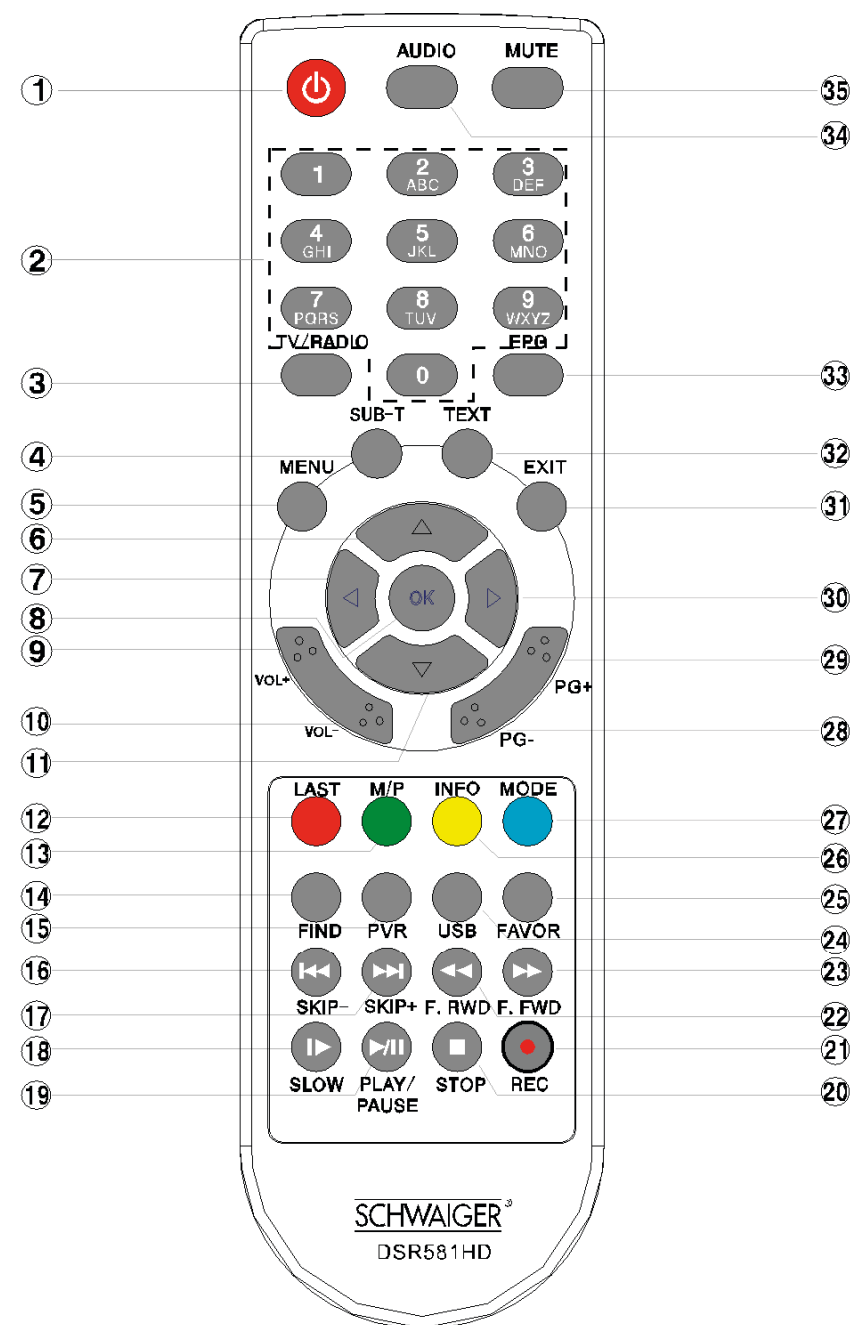 AUDIO MUTE
1 35
34
1 2 3
ABC DEF
4 5 6
GHI JKL MNO
2
7 8 9
PQRS TUV WXYZ
TV/RADIO EPG
3 0 33
SUB-T TEXT
4 32
MENU EXIT
5 31
6
7 OK 30
8
9 29
VOL+ PG+
10 VOL- PG- 28
11
LAST M/P INFO MODE
12 27
13 26
14 25
FIND PVR USB FAVOR
15 24
16 23
SKIP- SKIP+ F. RWD F. FWD
17 22
18 21
SLOW PLAY/ STOP REC
PAUSE
19 20
SCHWAIGER®
DSR581HD